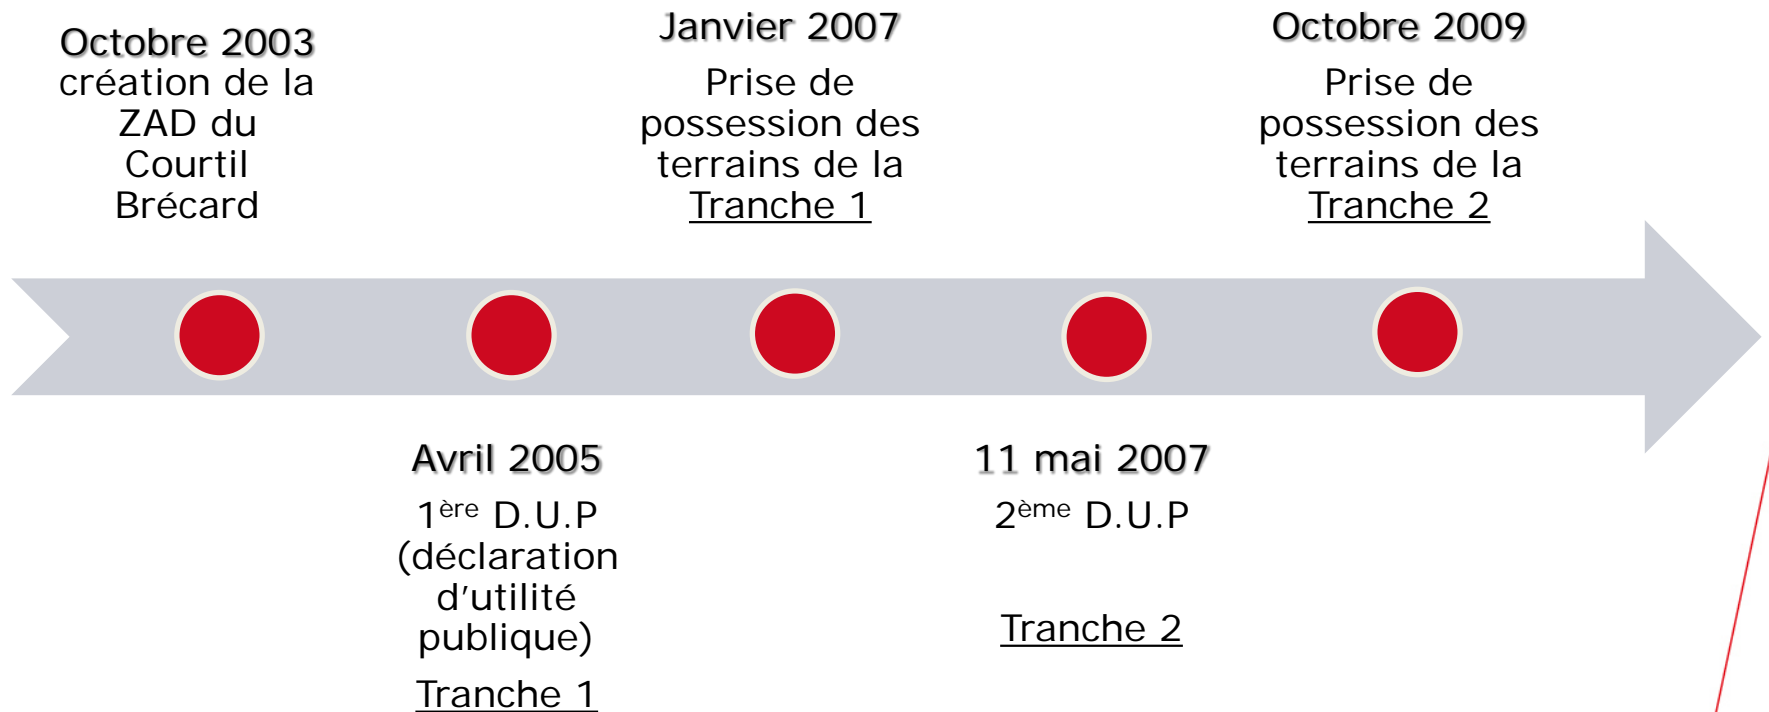 Octobre 2003
création de la
ZAD du
Courtil
Brécard
Avril 2005
1ère D.U.P
(déclaration
d’utilité
publique)
Tranche 1
Janvier 2007
Prise de
possession des
terrains de la
Tranche 1
11 mai 2007
2ème D.U.P
Tranche 2
Octobre 2009
Prise de
possession des
terrains de la
Tranche 2